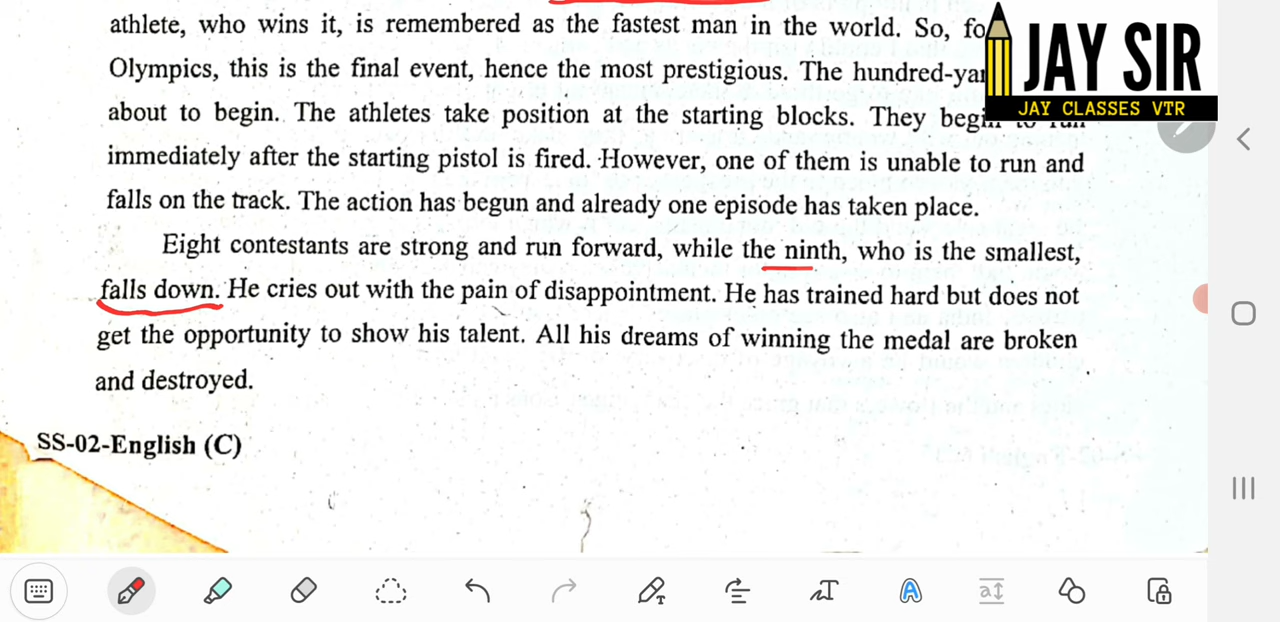 athlete, who wins it, is remembered as the fastest man in the world. So, fo
Olympics, this is the final event, hence the most prestigious. The hundred-yar
about to begin. The athletes take position at the starting blocks. They begin to run
immediately after the starting pistol is fired. However, one of them is unable to run and
falls on the track. The action has begun and already one episode has taken place.
Eight contestants are strong and run forward, while the ninth, who is the smallest,
falls down. He cries out with the pain of disappointment. He has trained hard but does not
get the opportunity to show his talent. All his dreams of winning the medal are broken
and destroyed.
SS-02-English (C)
JAY SIR
JAY CLASSES VTR